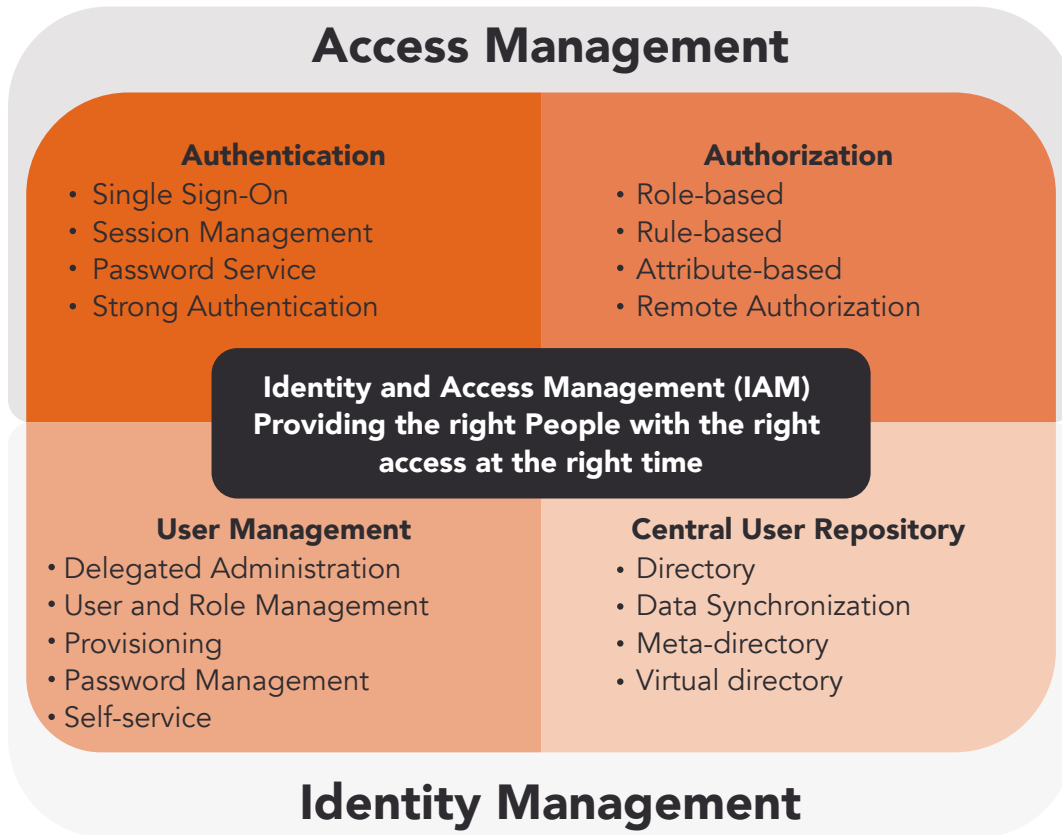 Access Management
Authentication
• Single Sign-On
• Session Management
• Password Service
• Strong Authentication
Authorization
• Role-based
• Rule-based
• Attribute-based
• Remote Authorization
Identity and Access Management (IAM)
Providing the right People with the right
access at the right time
User Management
• Delegated Administration
• User and Role Management
• Provisioning
• Password Management
• Self-service
Central User Repository
• Directory
• Data Synchronization
• Meta-directory
• Virtual directory
Identity Management